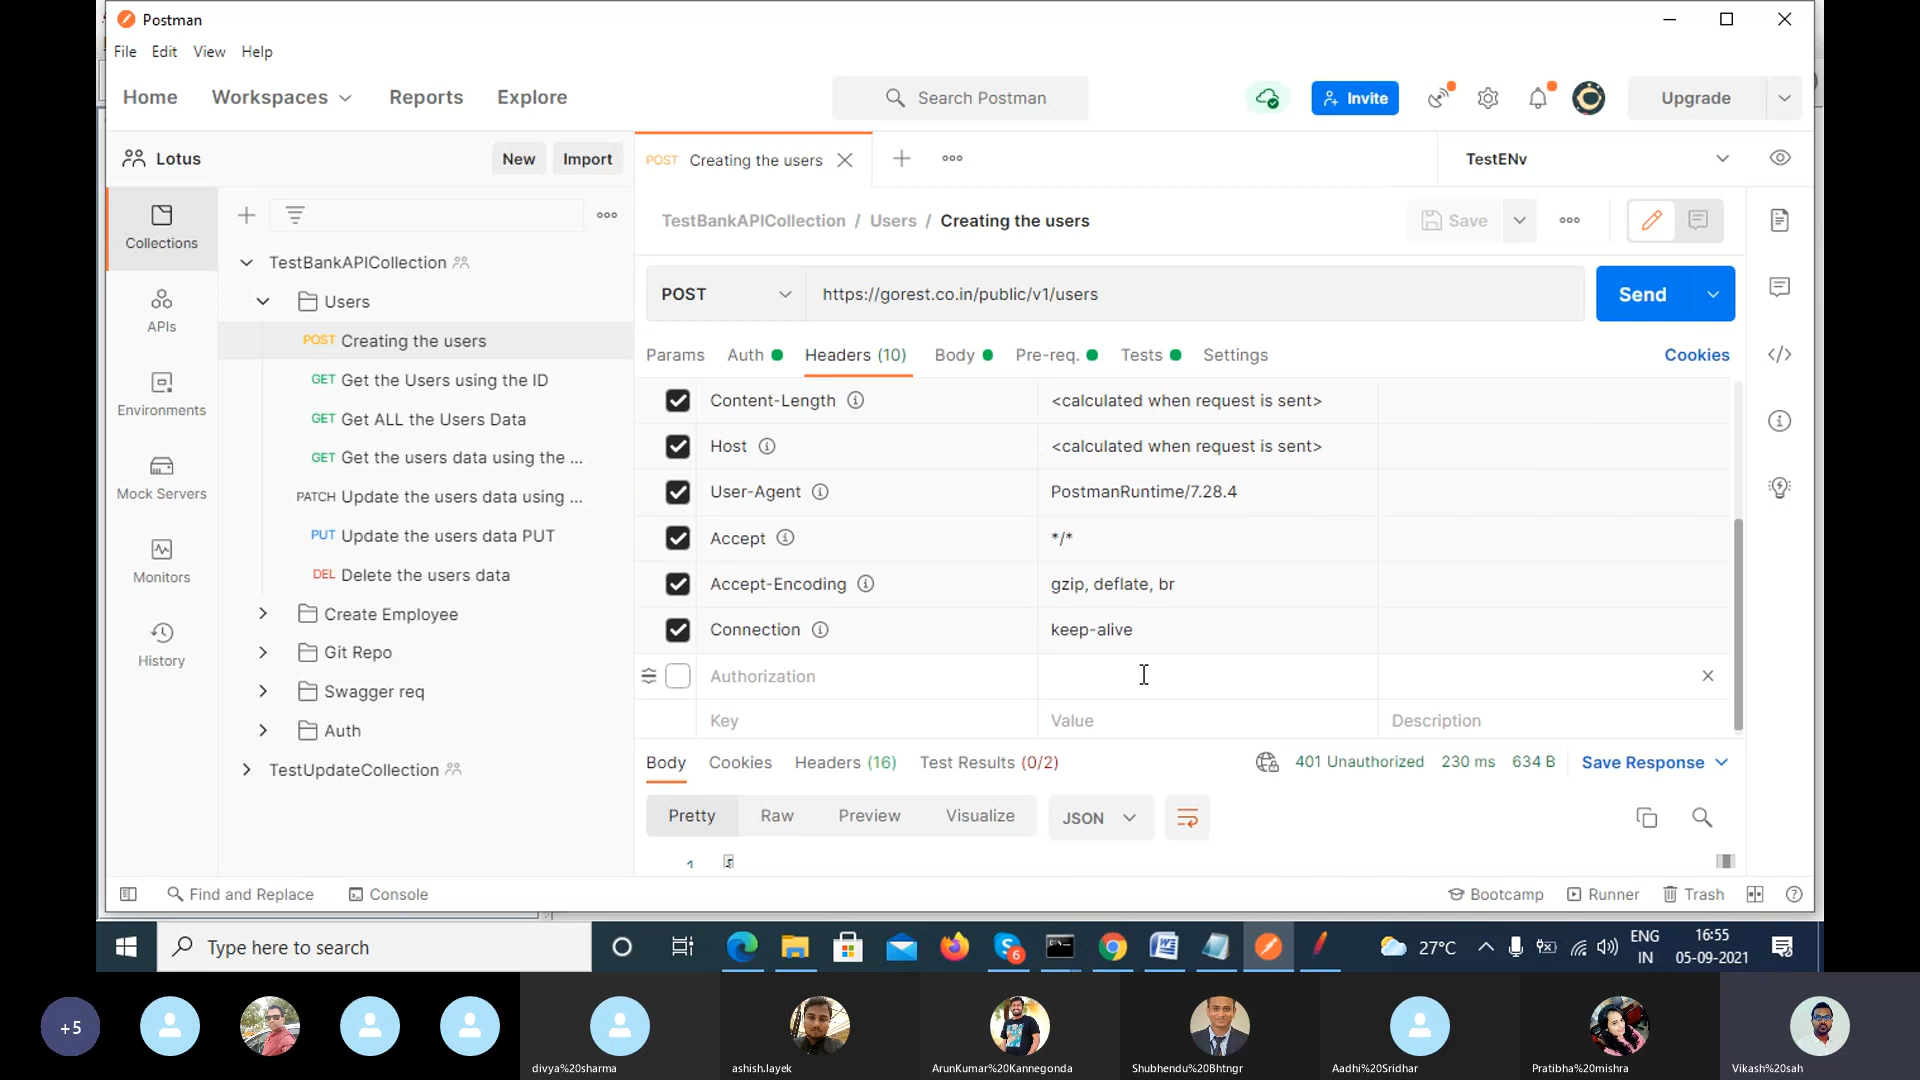 Postman
File Edit View Help
Home Workspaces Reports Explore
Search Postman
Invite
Upgrade
Lotus
New Import
POST Creating the users
TestENv
Collections
APIs
Environments
Mock Servers
Monitors
History
TestBankAPICollection
Users
POST Creating the users
GET Get the Users using the ID
GET Get ALL the Users Data
GET Get the users data using the ...
PATCH Update the users data using ...
PUT Update the users data PUT
DEL Delete the users data
Create Employee
Git Repo
Swagger req
Auth
TestUpdateCollection
TestBankAPICollection / Users / Creating the users
Save
POST https://gorest.co.in/public/v1/users
Send
Params Auth Headers (10) Body Pre-req. Tests Settings
Cookies
Content-Length <calculated when request is sent>
Host <calculated when request is sent>
User-Agent PostmanRuntime/7.28.4
Accept */*
Accept-Encoding gzip, deflate, br
Connection keep-alive
Authorization
Key Value Description
Body Cookies Headers (16) Test Results (0/2)
401 Unauthorized 230 ms 634 B Save Response
Pretty Raw Preview Visualize JSON
1
Find and Replace Console
Bootcamp Runner Trash
Type here to search
6
27°C
ENG
IN
16:55
05-09-2021
+5
divya%20sharma
ashish.layek
ArunKumar%20Kannegonda
Shubhendu%20Bhtngr
Aadhi%20Sridhar
Pratibha%20mishra
Vikash%20sah